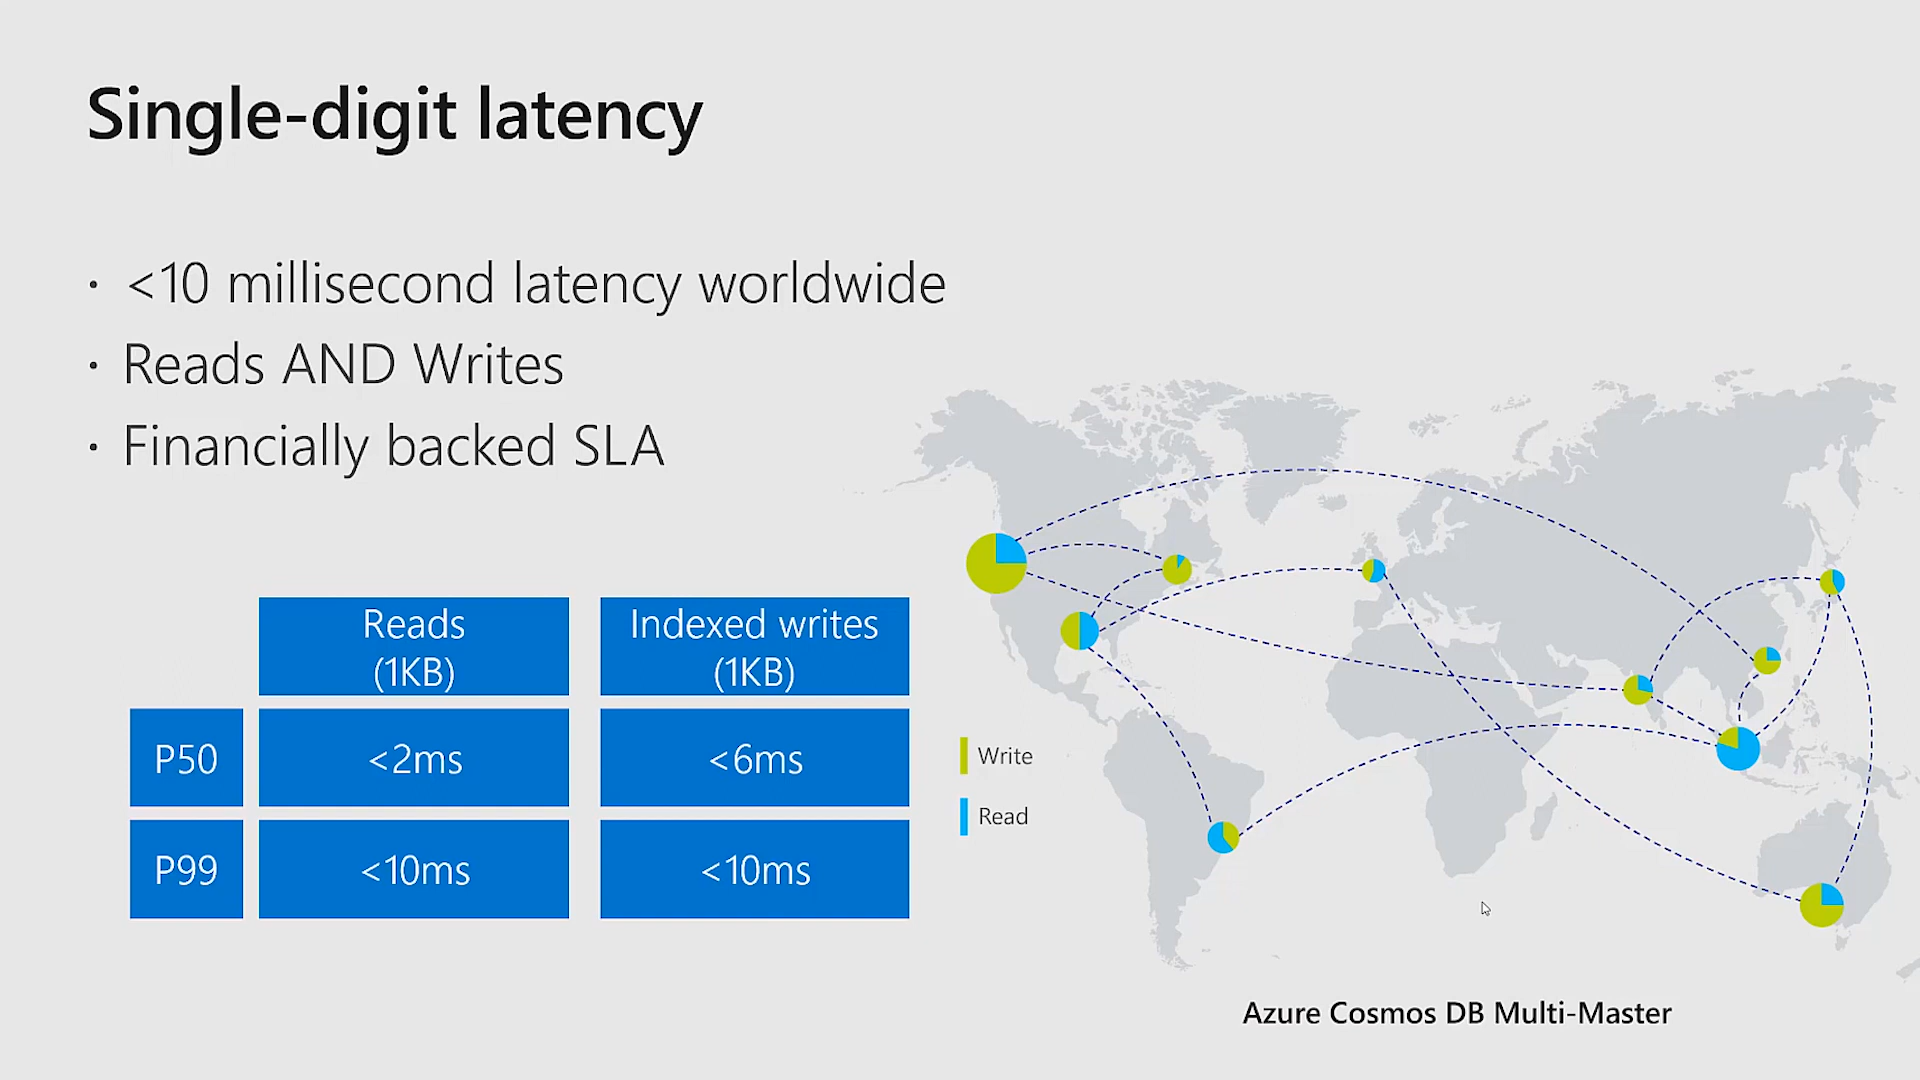 Single-digit latency
· <10 millisecond latency worldwide
· Reads AND Writes
· Financially backed SLA
Reads
(1KB)
Indexed writes
(1KB)
P50
<2ms
<6ms
P99
<10ms
<10ms
Write
Read
Azure Cosmos DB Multi-Master